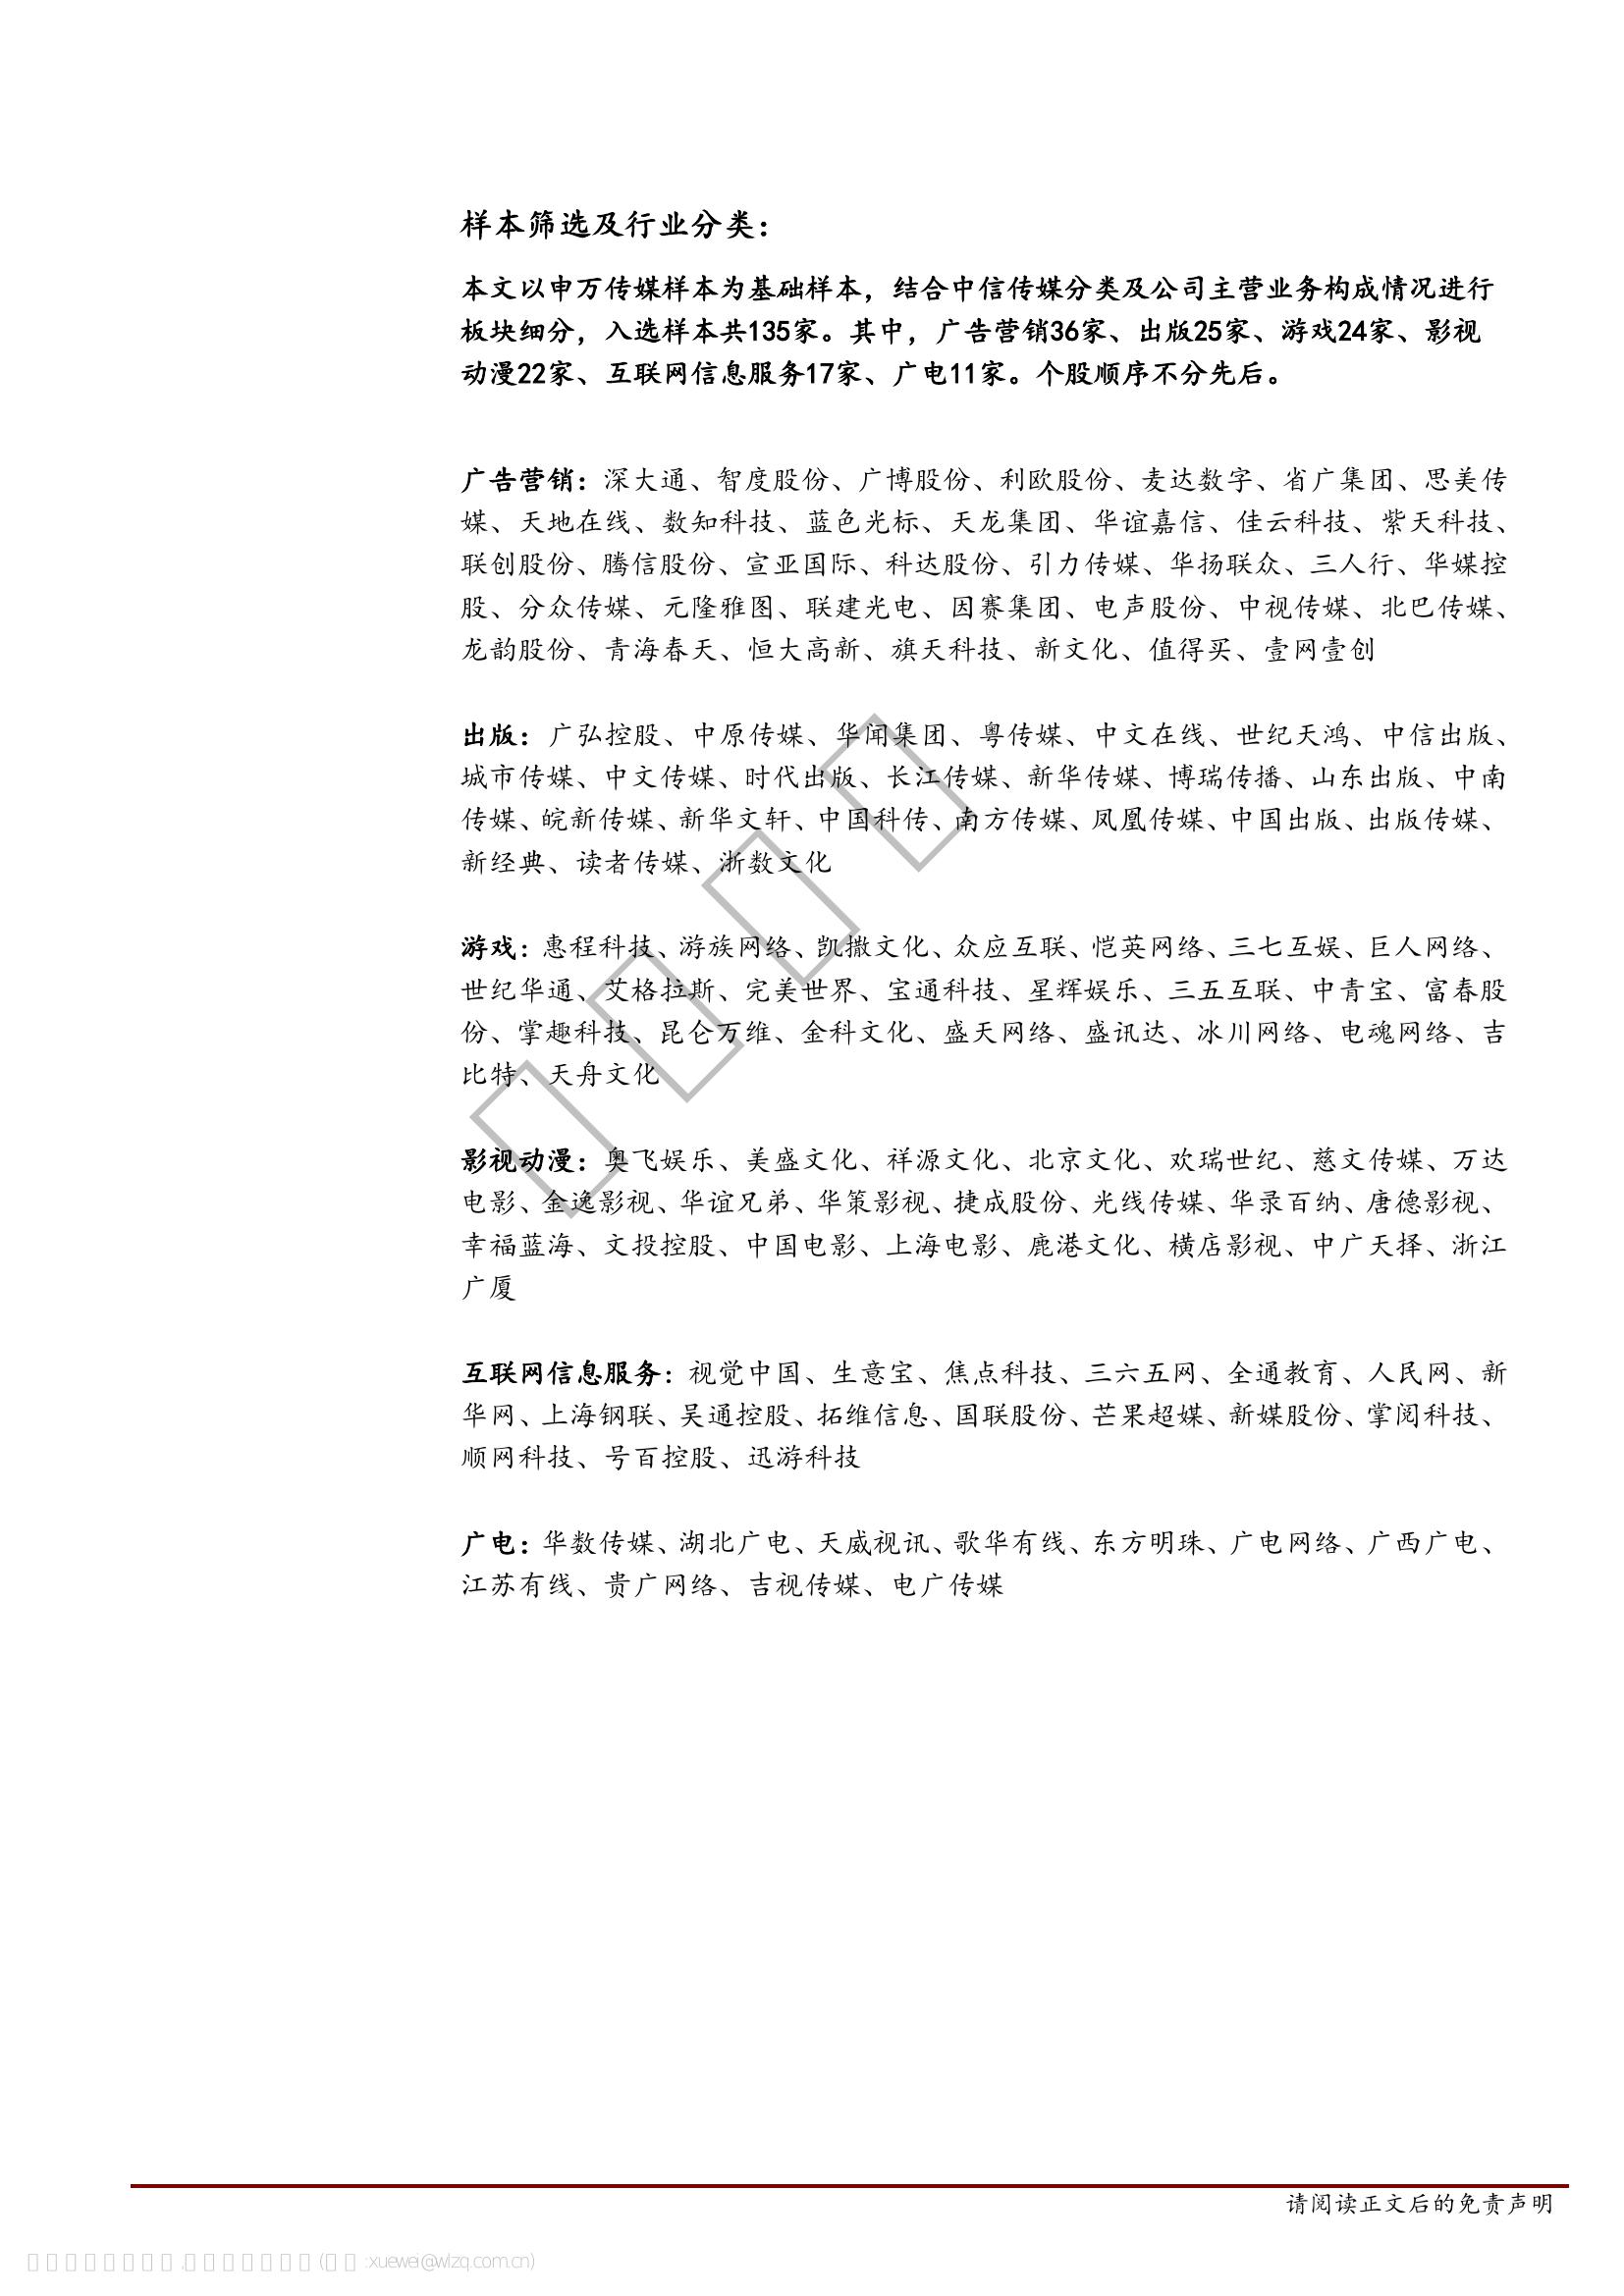 样本筛选及行业分类：
本文以申万传媒样本为基础样本，结合中信传媒分类及公司主营业务构成情况进行
板块细分，入选样本共135家。其中，广告营销36家、出版25家、游戏24家、影视
动漫22家、互联网信息服务17家、广电11家。个股顺序不分先后。
广告营销：深大通、智度股份、广博股份、利欧股份、麦达数字、省广集团、思美传
媒、天地在线、数知科技、蓝色光标、天龙集团、华谊嘉信、佳云科技、紫天科技、
联创股份、腾信股份、宣亚国际、科达股份、引力传媒、华扬联众、三人行、华媒控
股、分众传媒、元隆雅图、联建光电、因赛集团、电声股份、中视传媒、北巴传媒、
龙韵股份、青海春天、恒大高新、旗天科技、新文化、值得买、壹网壹创
出版：广弘控股、中原传媒、华闻集团、粤传媒、中文在线、世纪天鸿、中信出版、
城市传媒、中文传媒、时代出版、长江传媒、新华传媒、博瑞传播、山东出版、中南
传媒、皖新传媒、新华文轩、中国科传、南方传媒、凤凰传媒、中国出版、出版传媒、
新经典、读者传媒、浙数文化
游戏：惠程科技、游族网络、凯撒文化、众应互联、恺英网络、三七互娱、巨人网络、
世纪华通、艾格拉斯、完美世界、宝通科技、星辉娱乐、三五互联、中青宝、富春股
份、掌趣科技、昆仑万维、金科文化、盛天网络、盛讯达、冰川网络、电魂网络、吉
比特、天舟文化
影视动漫：奥飞娱乐、美盛文化、祥源文化、北京文化、欢瑞世纪、慈文传媒、万达
电影、金逸影视、华谊兄弟、华策影视、捷成股份、光线传媒、华录百纳、唐德影视、
幸福蓝海、文投控股、中国电影、上海电影、鹿港文化、横店影视、中广天择、浙江
广厦
互联网信息服务：视觉中国、生意宝、焦点科技、三六五网、全通教育、人民网、新
华网、上海钢联、吴通控股、拓维信息、国联股份、芒果超媒、新媒股份、掌阅科技、
顺网科技、号百控股、迅游科技
广电：华数传媒、湖北广电、天威视讯、歌华有线、东方明珠、广电网络、广西广电、
江苏有线、贵广网络、吉视传媒、电广传媒
请阅读正文后的免责声明
:xuewei@wlzq.com.cn)